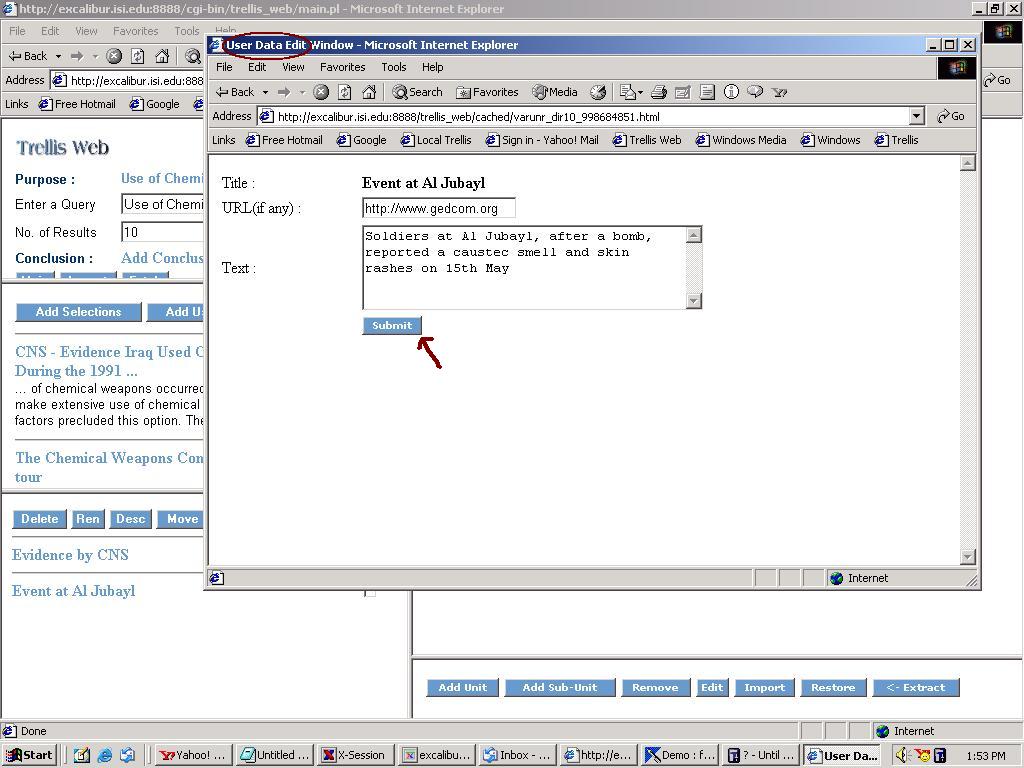 http://excalibur.isi.edu:8888/cgi-bin/trellis_web/main.pl - Microsoft Internet Explorer
File Edit View Favorites Tools
Back
Address http://excalibur.isi.edu:888
Go
Links Free Hotmail Google
Trellis Web
Purpose : Use of Chemi
Enter a Query Use of Chemi
No. of Results 10
Conclusion : Add Conclus
Add Selections Add U
CNS - Evidence Iraq Used C
During the 1991 ...
... of chemical weapons occurred
make extensive use of chemical
factors precluded this option. The
The Chemical Weapons Con
tour
Delete Ren Desc Move
Evidence by CNS
Event at Al Jubayl
User Data Edit Window - Microsoft Internet Explorer
File Edit View Favorites Tools Help
Back Search Favorites Media
Address http://excalibur.isi.edu:8888/trellis_web/cached/varunr_dir10_998684851.html Go
Links Free Hotmail Google Local Trellis Sign in - Yahoo! Mail Trellis Web Windows Media Windows Trellis
Title : Event at Al Jubayl
URL(if any) : http://www.gedcom.org
Text :
Soldiers at Al Jubayl, after a bomb,
reported a caustec smell and skin
rashes on 15th May
Submit
Internet
Add Unit Add Sub-Unit Remove Edit Import Restore <- Extract
Done Internet
Start Yahoo! ... Untitled ... X-Session excalibu... Inbox - ... http://e... Demo : f... ? - Until ... User Da... 1:53 PM